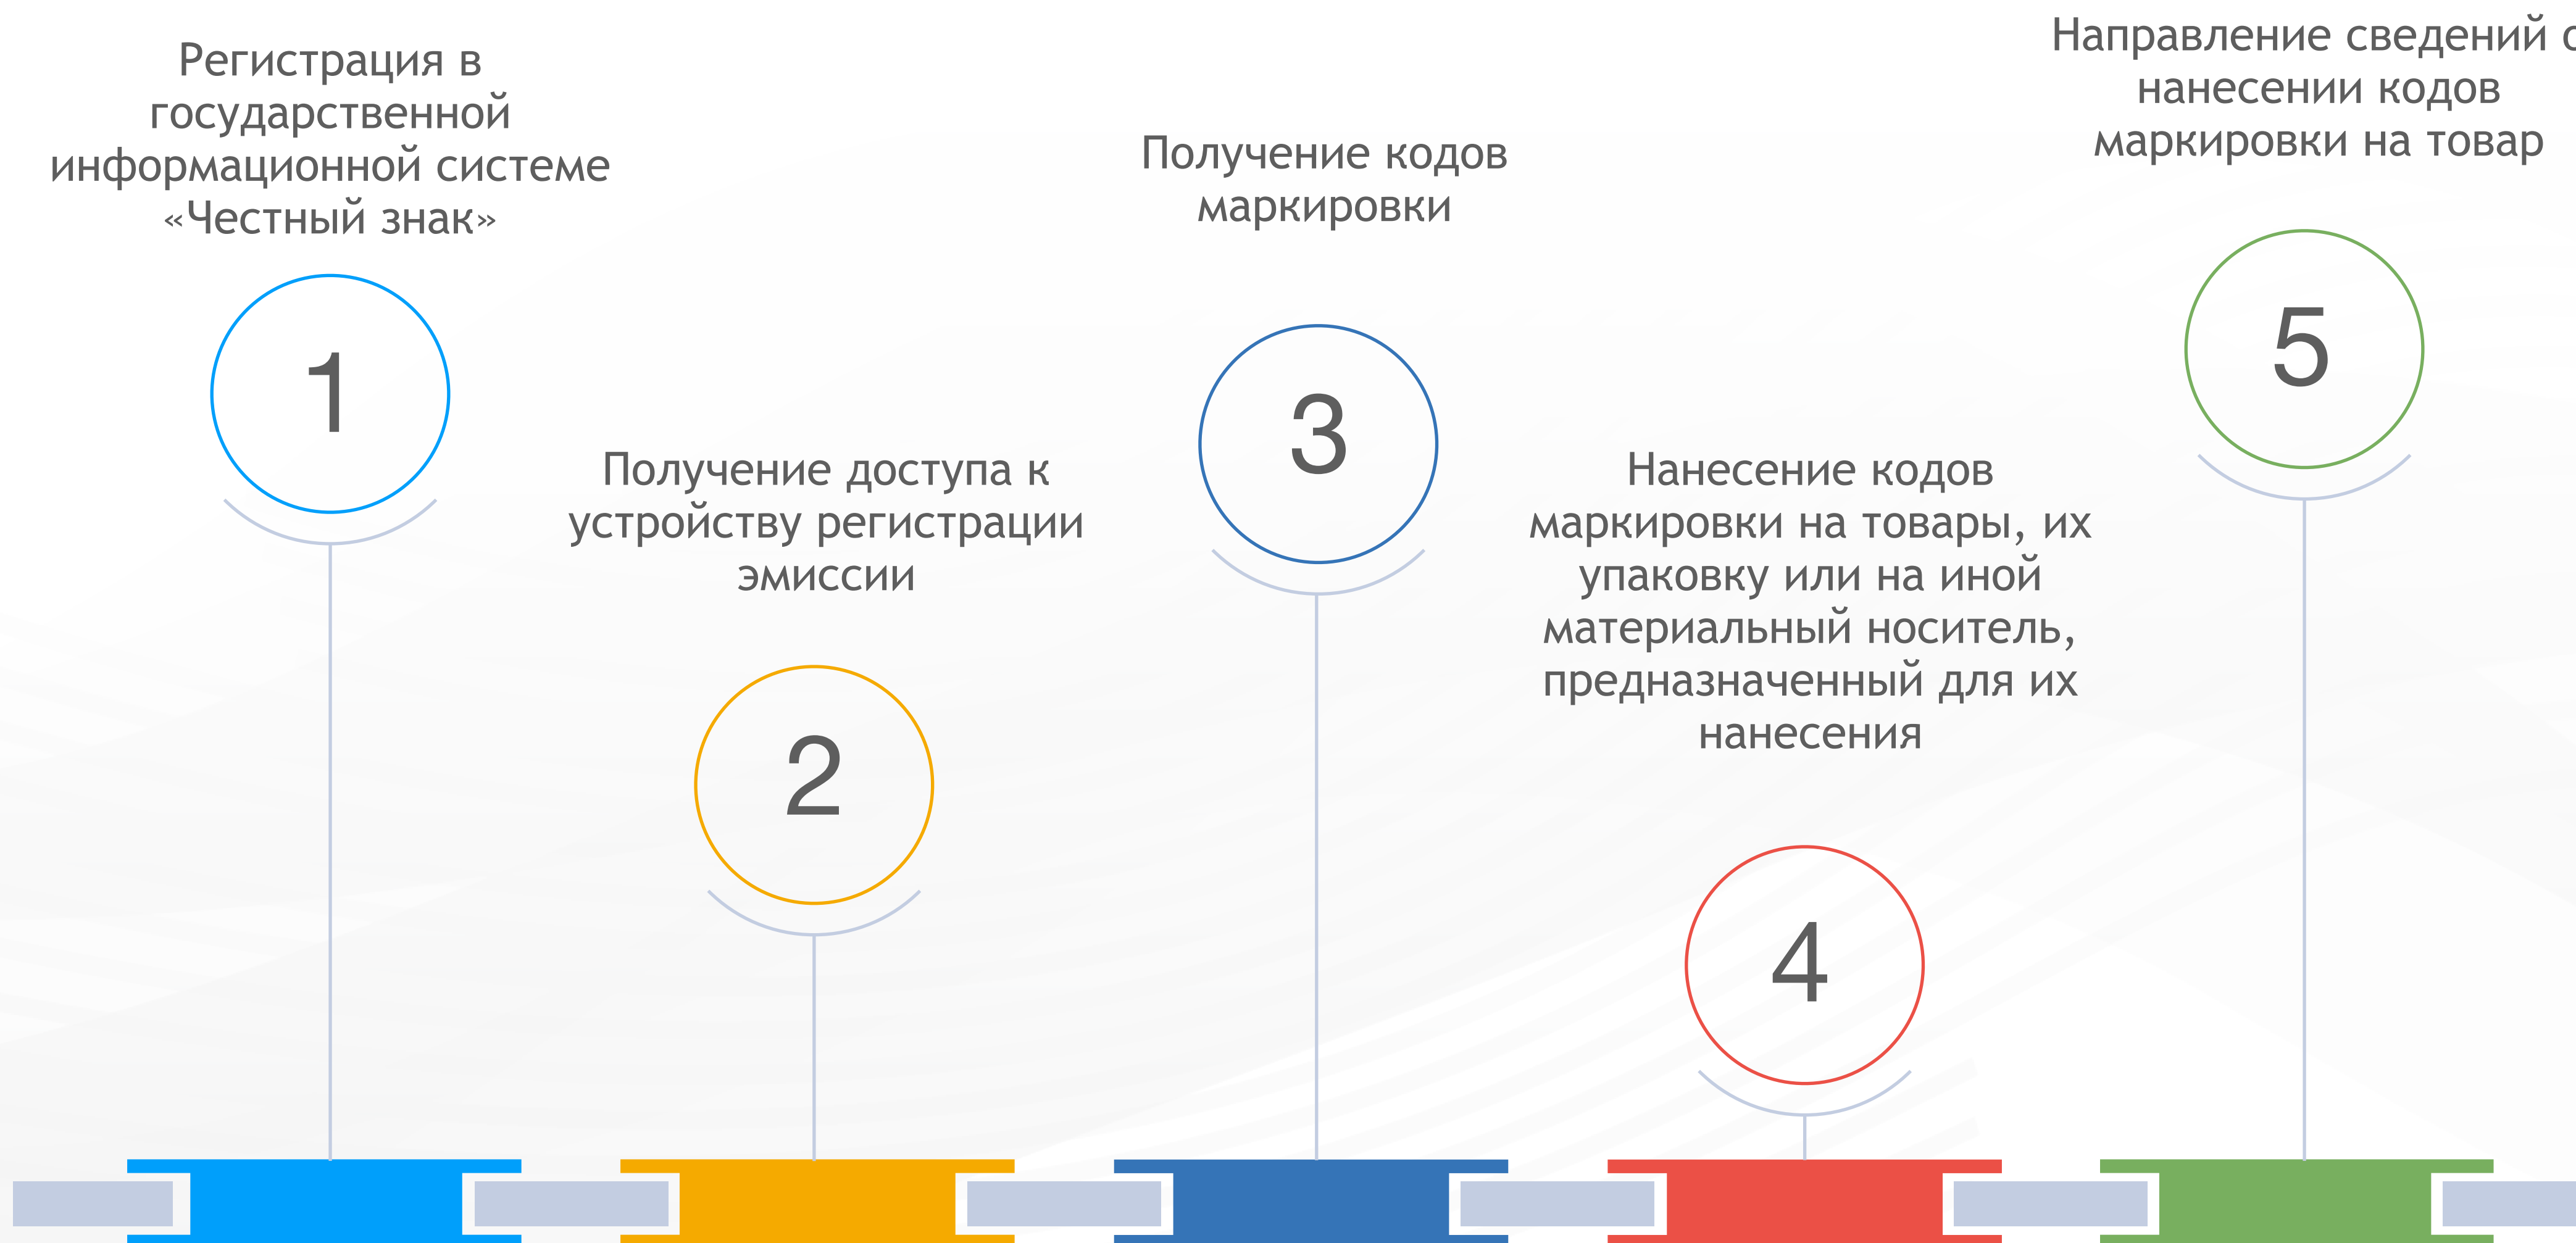 Регистрация в
государственной
информационной системе
«Честный знак»
1
Получение доступа к
устройству регистрации
эмиссии
2
Получение кодов
маркировки
3
Нанесение кодов
маркировки на товары, их
упаковку или на иной
материальный носитель,
предназначенный для их
нанесения
4
Направление сведений о
нанесении кодов
маркировки на товар
5